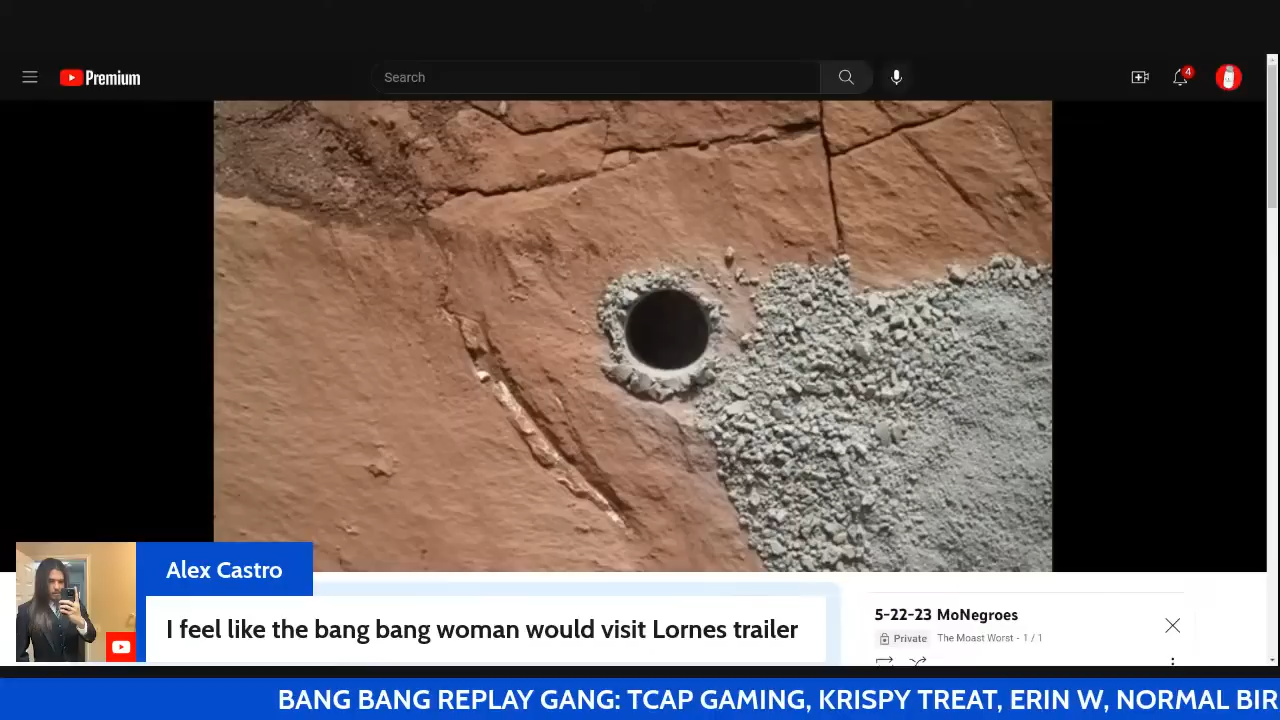 Premium
Search
4
Alex Castro
I feel like the bang bang woman would visit Lornes trailer
5-22-23 MoNegroes
Private
The Moast Worst - 1 / 1
BANG BANG REPLAY GANG: TCAP GAMING, KRISPY TREAT, ERIN W, NORMAL BIR